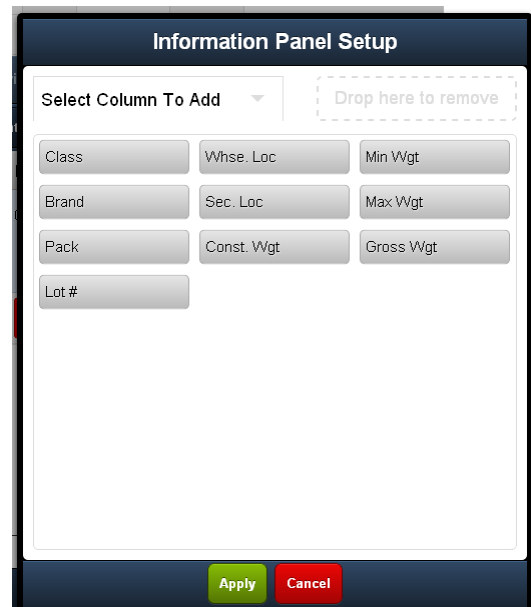 Information Panel Setup
Select Column To Add
Drop here to remove
Class Whse. Loc Min Wgt
Brand Sec. Loc Max Wgt
Pack Const. Wgt Gross Wgt
Lot #
Apply Cancel